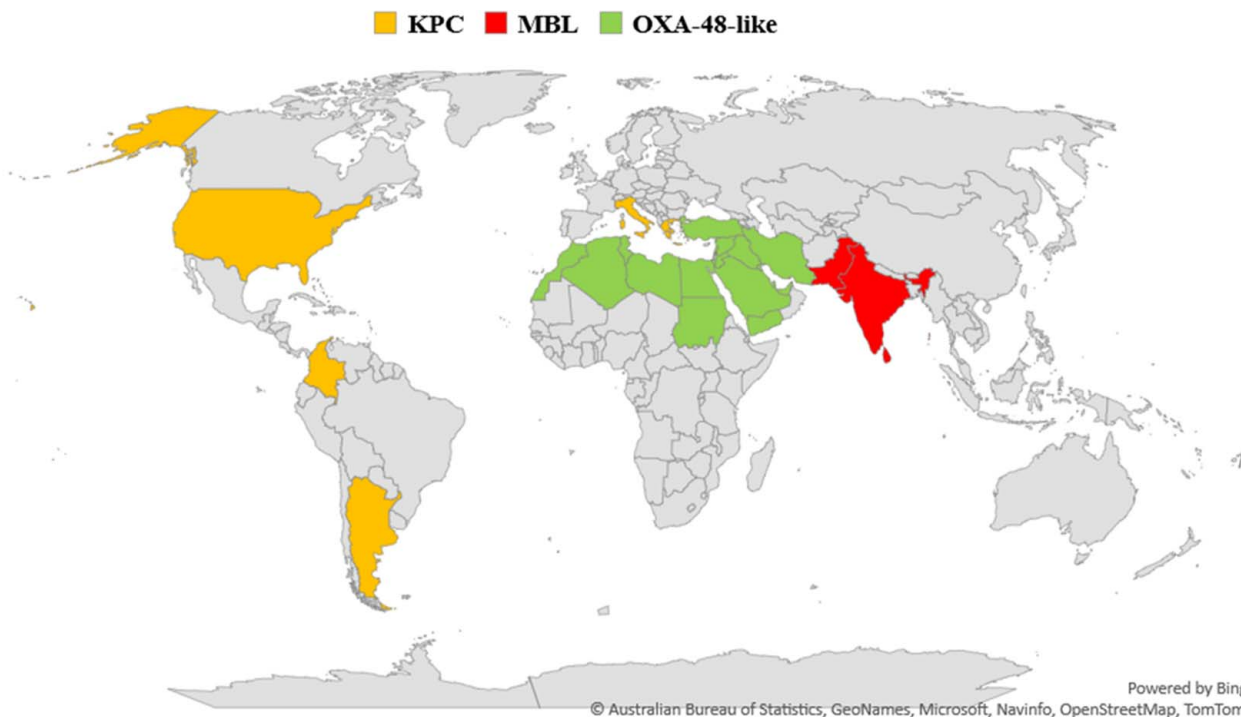 KPC MBL OXA-48-like
Powered by Bing
© Australian Bureau of Statistics, GeoNames, Microsoft, Navinfo, OpenStreetMap, TomTom